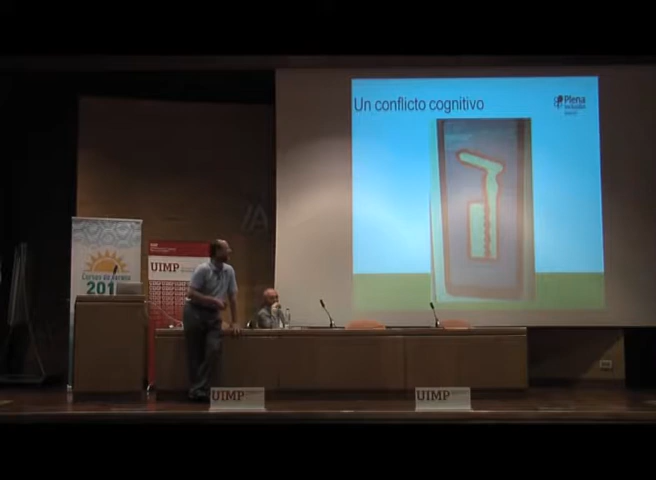 Un conflicto cognitivo
Plena
Cursos de Verano
201
UIMP
UIMP
UIMP